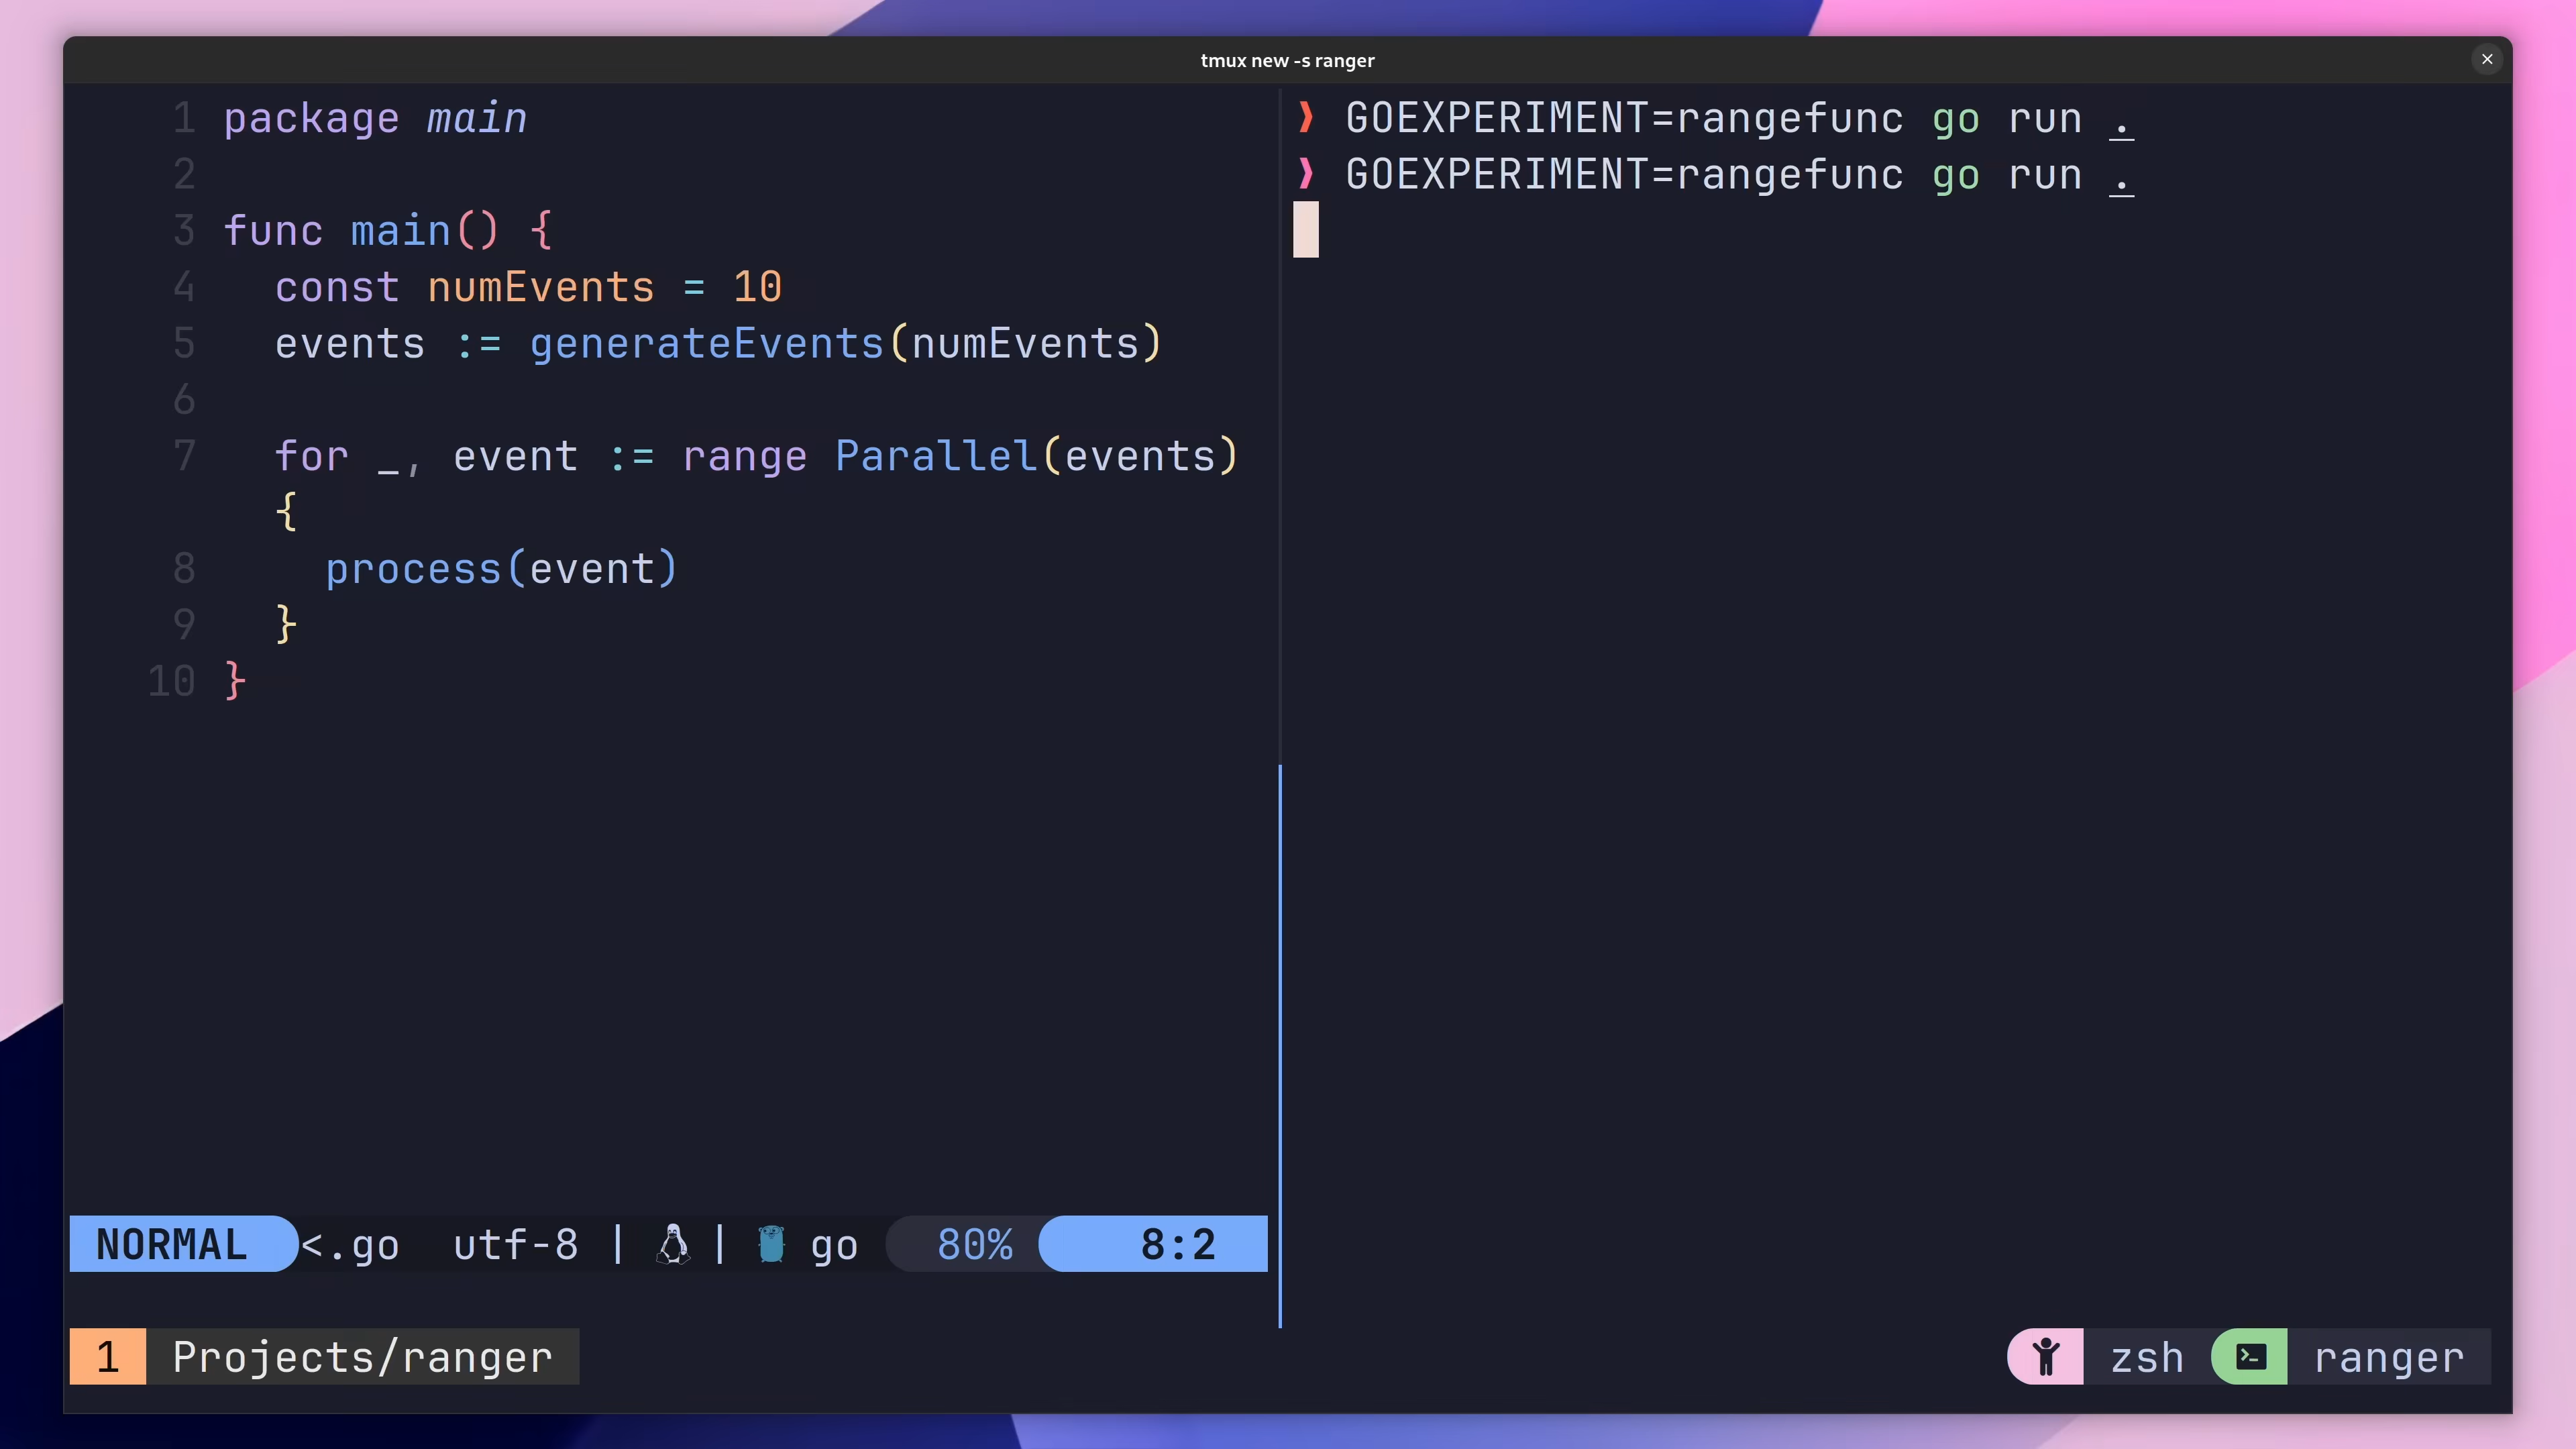 tmux new -s ranger
1 package main
2
3 func main() {
4   const numEvents = 10
5   events := generateEvents(numEvents)
6
7   for _, event := range Parallel(events)
    {
8     process(event)
9   }
10 }
❱ GOEXPERIMENT=rangefunc go run .
❱ GOEXPERIMENT=rangefunc go run .
NORMAL <.go utf-8 | | go 80% 8:2
1 Projects/ranger
zsh ranger